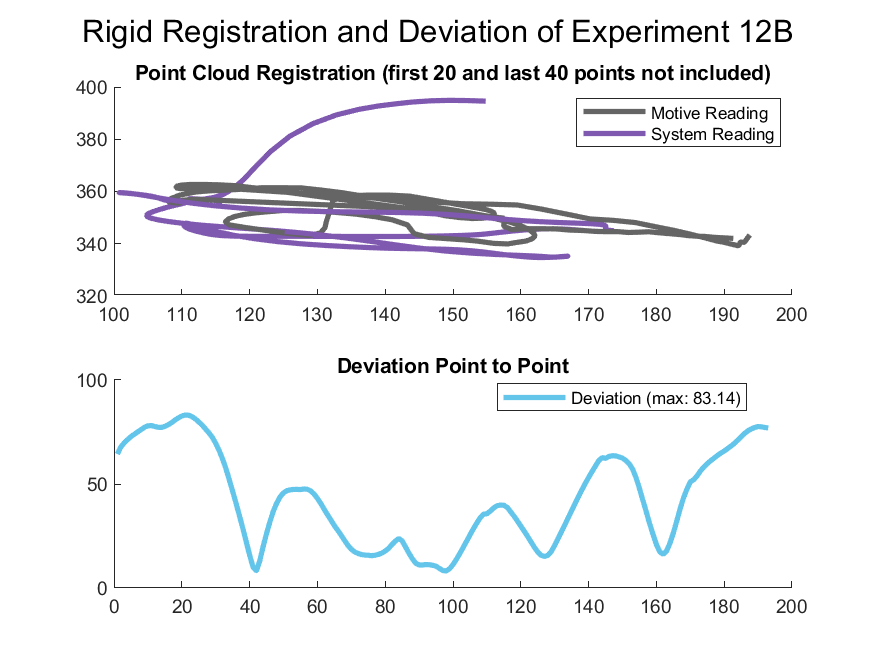 Rigid Registration and Deviation of Experiment 12B
Point Cloud Registration (first 20 and last 40 points not included)
400
380
360
340
320
Motive Reading
System Reading
100 110 120 130 140 150 160 170 180 190 200
Deviation Point to Point
100
50
0
Deviation (max: 83.14)
0 20 40 60 80 100 120 140 160 180 200